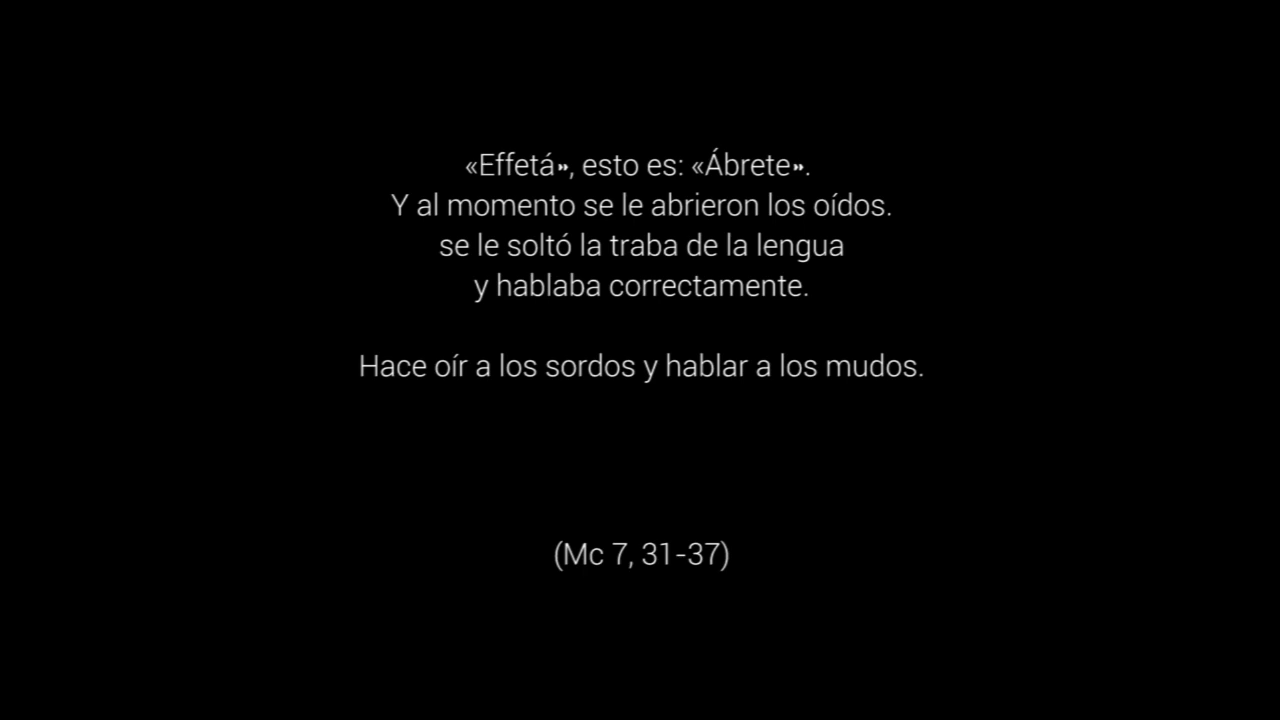 «Effetá», esto es: «Ábrete».
Y al momento se le abrieron los oídos.
se le soltó la traba de la lengua
y hablaba correctamente.
Hace oír a los sordos y hablar a los mudos.
(Mc 7, 31-37)